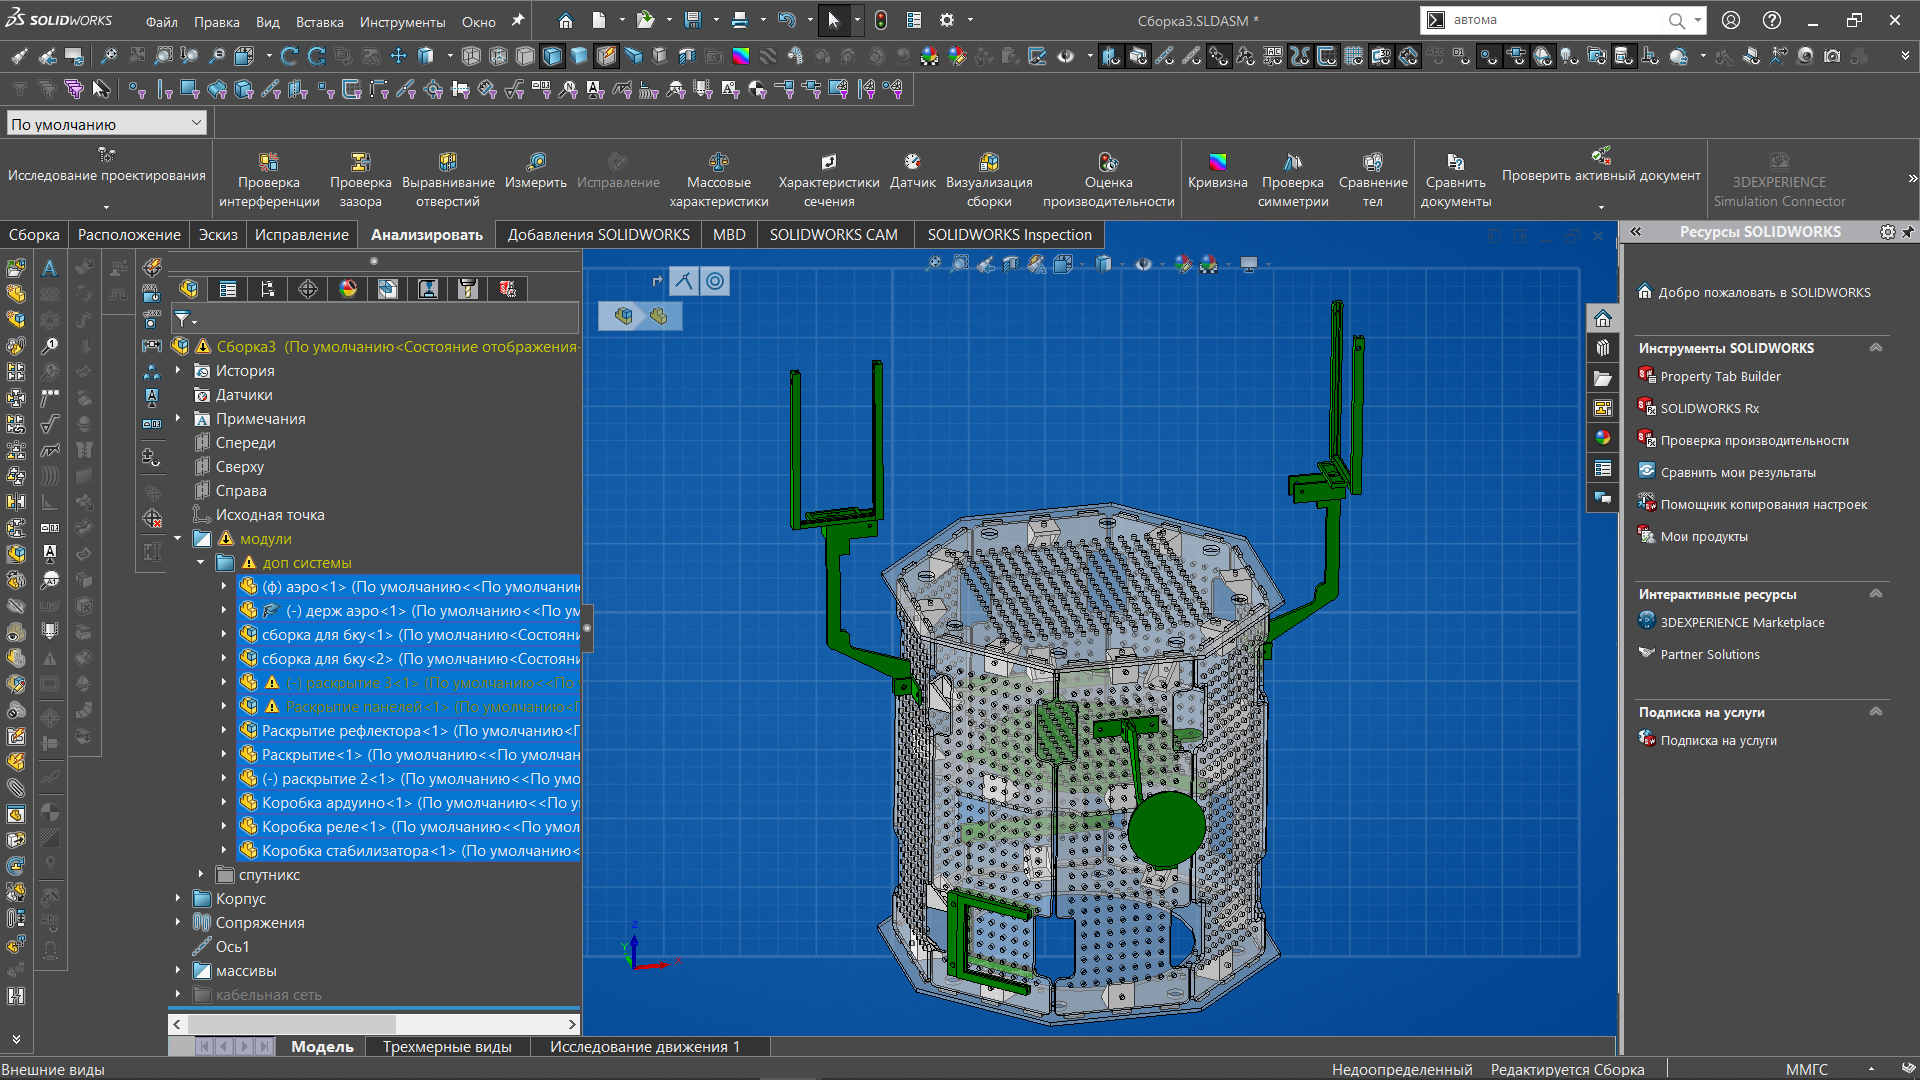 SOLIDWORKS
Файл Правка Вид Вставка Инструменты Окно
Сборка3.SLDASM *
автома
По умолчанию
Исследование проектирования
Проверка интерференции
Проверка зазора
Выравнивание отверстий
Измерить
Исправление
Массовые характеристики
Характеристики сечения
Датчик
Визуализация сборки
Оценка производительности
Кривизна
Проверка симметрии
Сравнение тел
Сравнить документы
Проверить активный документ
3DEXPERIENCE Simulation Connector
Сборка Расположение Эскиз Исправление Анализировать Добавления SOLIDWORKS MBD SOLIDWORKS CAM SOLIDWORKS Inspection
Сборка3 (По умолчанию<Состояние отображения-
История
Датчики
Примечания
Спереди
Сверху
Справа
Исходная точка
модули
доп системы
(ф) аэро<1> (По умолчанию<<По умолчанию
(-) держ аэро<1> (По умолчанию<<По ум
сборка для бку<1> (По умолчанию<Состояни
сборка для бку<2> (По умолчанию<Состояни
(-) раскрытие 3<1> (По умолчанию<<По
Раскрытие панелей<1> (По умолчанию<
Раскрытие рефлектора<1> (По умолчанию<
Раскрытие<1> (По умолчанию<<По умолчан
(-) раскрытие 2<1> (По умолчанию<<По умо
Коробка ардуино<1> (По умолчанию<<По у
Коробка реле<1> (По умолчанию<<По умол
Коробка стабилизатора<1> (По умолчанию<
спутникс
Корпус
Сопряжения
Ось1
массивы
кабельная сеть
Модель Трехмерные виды Исследование движения 1
Ресурсы SOLIDWORKS
Добро пожаловать в SOLIDWORKS
Инструменты SOLIDWORKS
Property Tab Builder
SOLIDWORKS Rx
Проверка производительности
Сравнить мои результаты
Помощник копирования настроек
Мои продукты
Интерактивные ресурсы
3DEXPERIENCE Marketplace
Partner Solutions
Подписка на услуги
Подписка на услуги
Внешние виды
Недоопределенный Редактируется Сборка ММГС